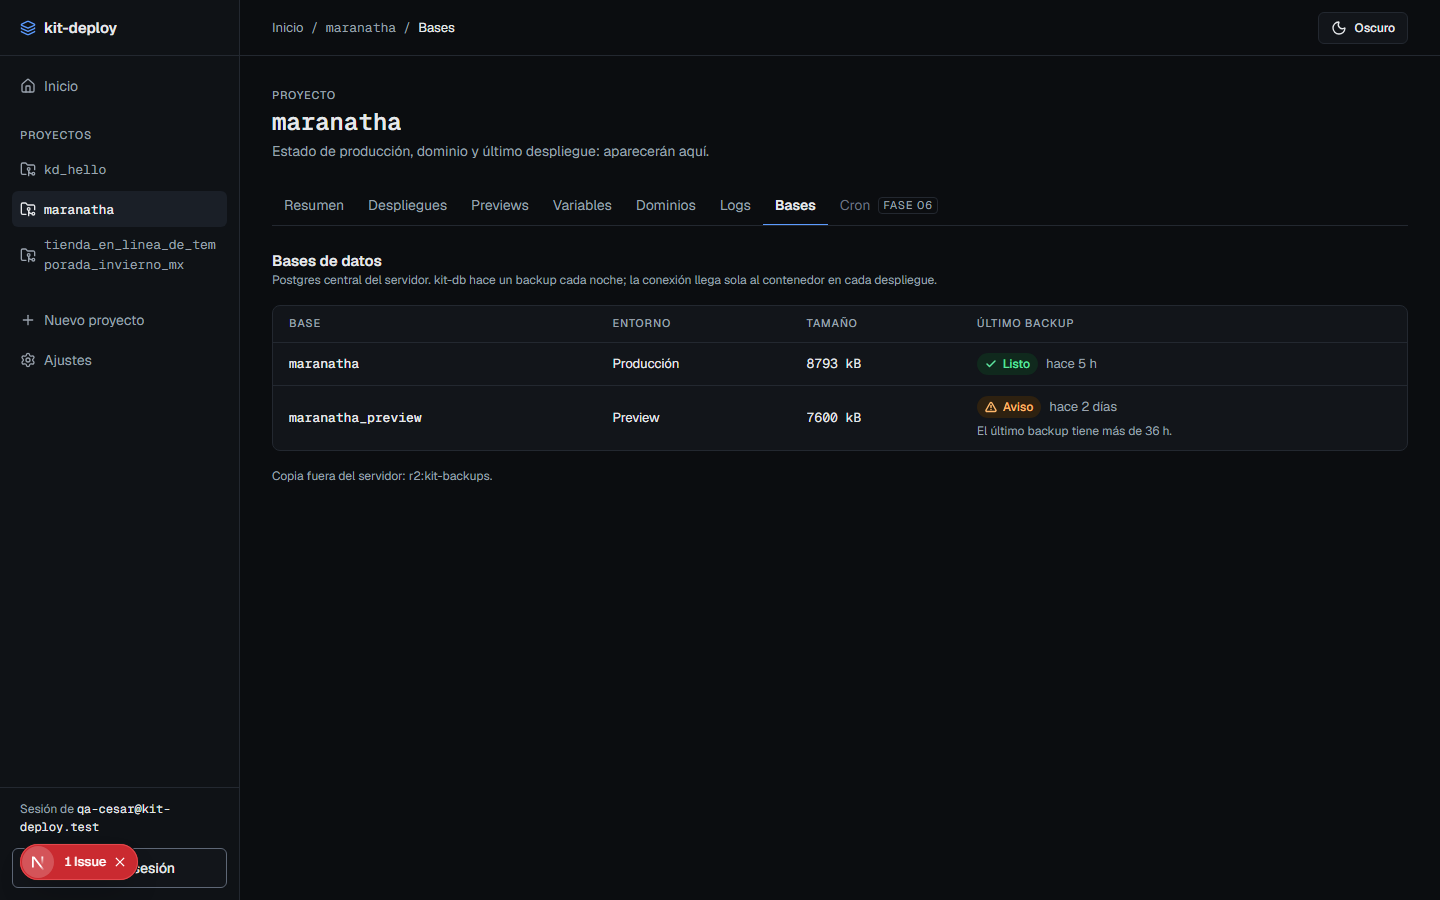 kit-deploy
Inicio / maranatha / Bases
Oscuro
Inicio
PROYECTOS
kd_hello
maranatha
tienda_en_linea_de_tem
porada_invierno_mx
Nuevo proyecto
Ajustes
PROYECTO
maranatha
Estado de producción, dominio y último despliegue: aparecerán aquí.
Resumen Despliegues Previews Variables Dominios Logs Bases Cron FASE 06
Bases de datos
Postgres central del servidor. kit-db hace un backup cada noche; la conexión llega sola al contenedor en cada despliegue.
BASE ENTORNO TAMAÑO ÚLTIMO BACKUP
maranatha Producción 8793 kB Listo hace 5 h
maranatha_preview Preview 7600 kB Aviso hace 2 días
El último backup tiene más de 36 h.
Copia fuera del servidor: r2:kit-backups.
Sesión de qa-cesar@kit-
deploy.test
N 1 Issue sesión